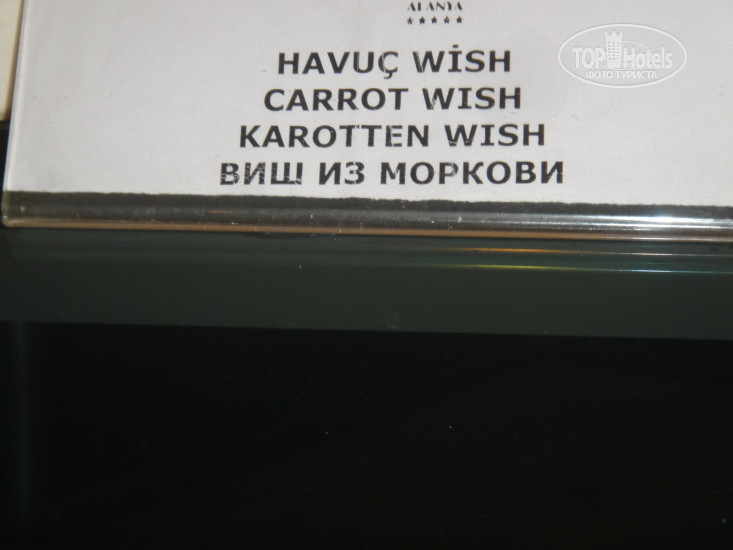 ALANYA
★★★★★
HAVUÇ WİSH
CARROT WISH
KAROTTEN WISH
ВИШ ИЗ МОРКОВИ
TOP Hotels
ФОТО ТУРИСТА